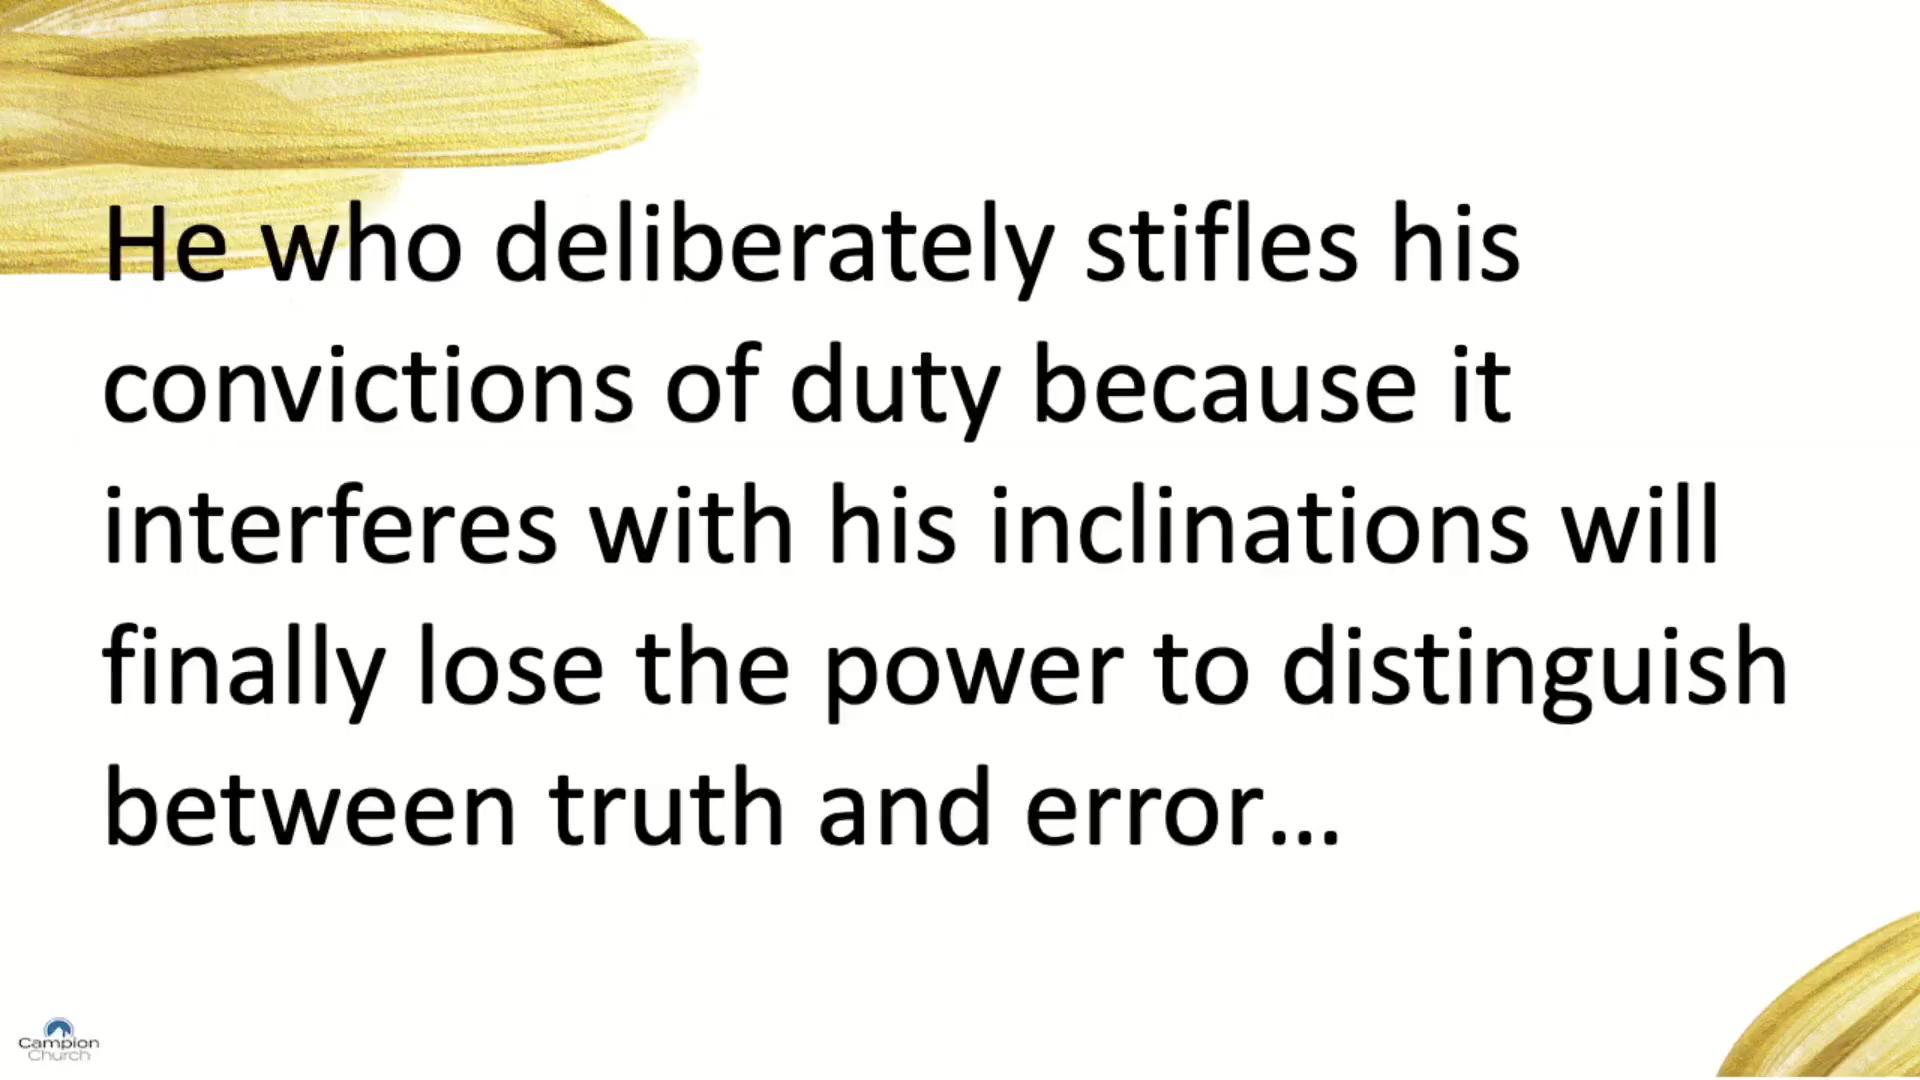 He who deliberately stifles his
convictions of duty because it
interferes with his inclinations will
finally lose the power to distinguish
between truth and error...
Campion
Church